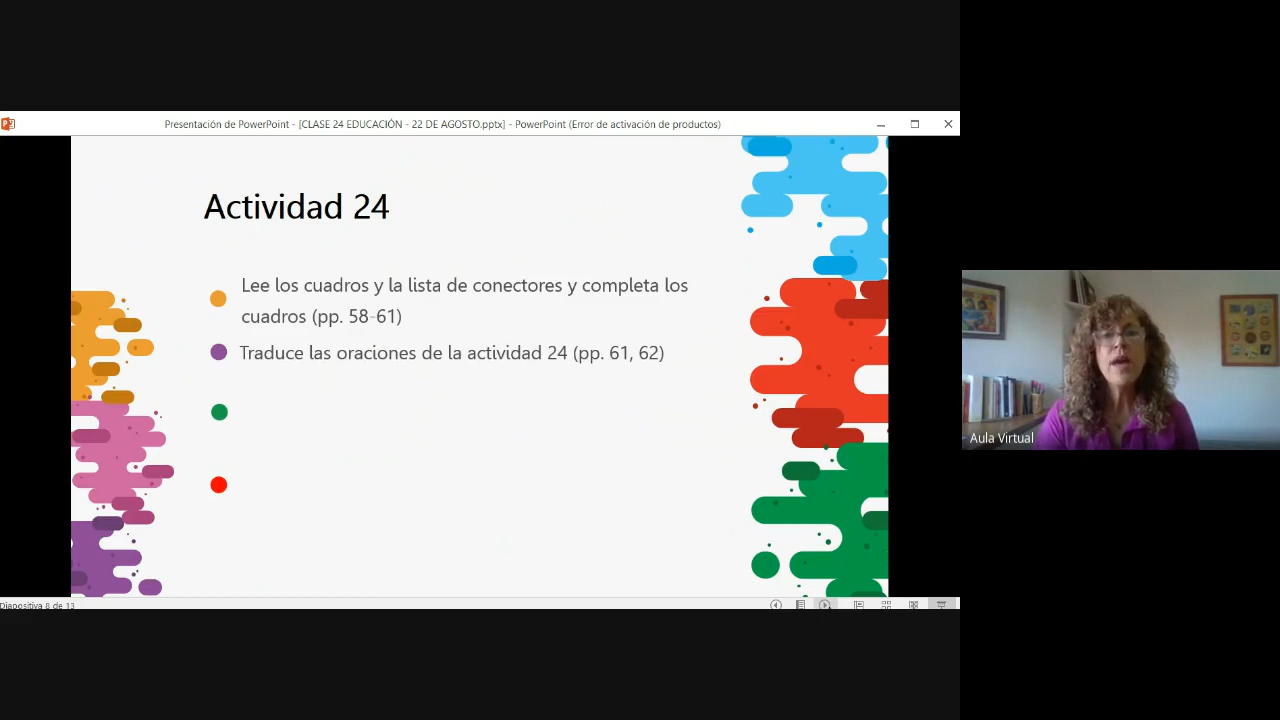 Presentación de PowerPoint - [CLASE 24 EDUCACIÓN - 22 DE AGOSTO.pptx] - PowerPoint (Error de activación de productos)
Actividad 24
Lee los cuadros y la lista de conectores y completa los
cuadros (pp. 58-61)
Traduce las oraciones de la actividad 24 (pp. 61, 62)
Aula Virtual
Diapositiva 8 de 13